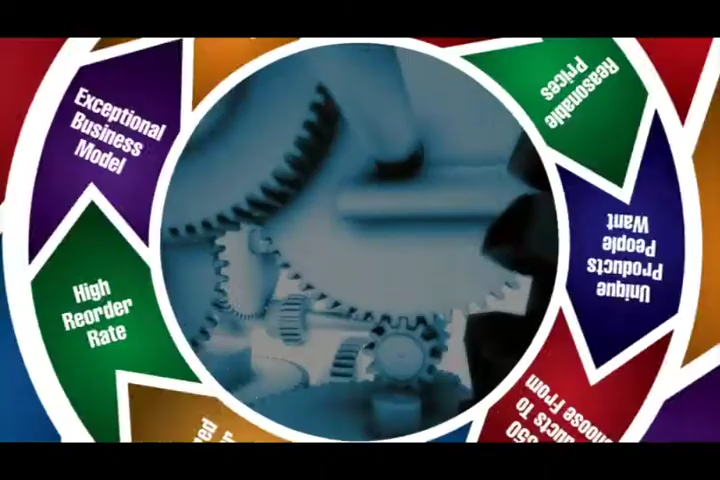 Exceptional
Business
Model
High
Reorder
Rate
Reasonable
Prices
Unique
Products
People
Want
Choose From